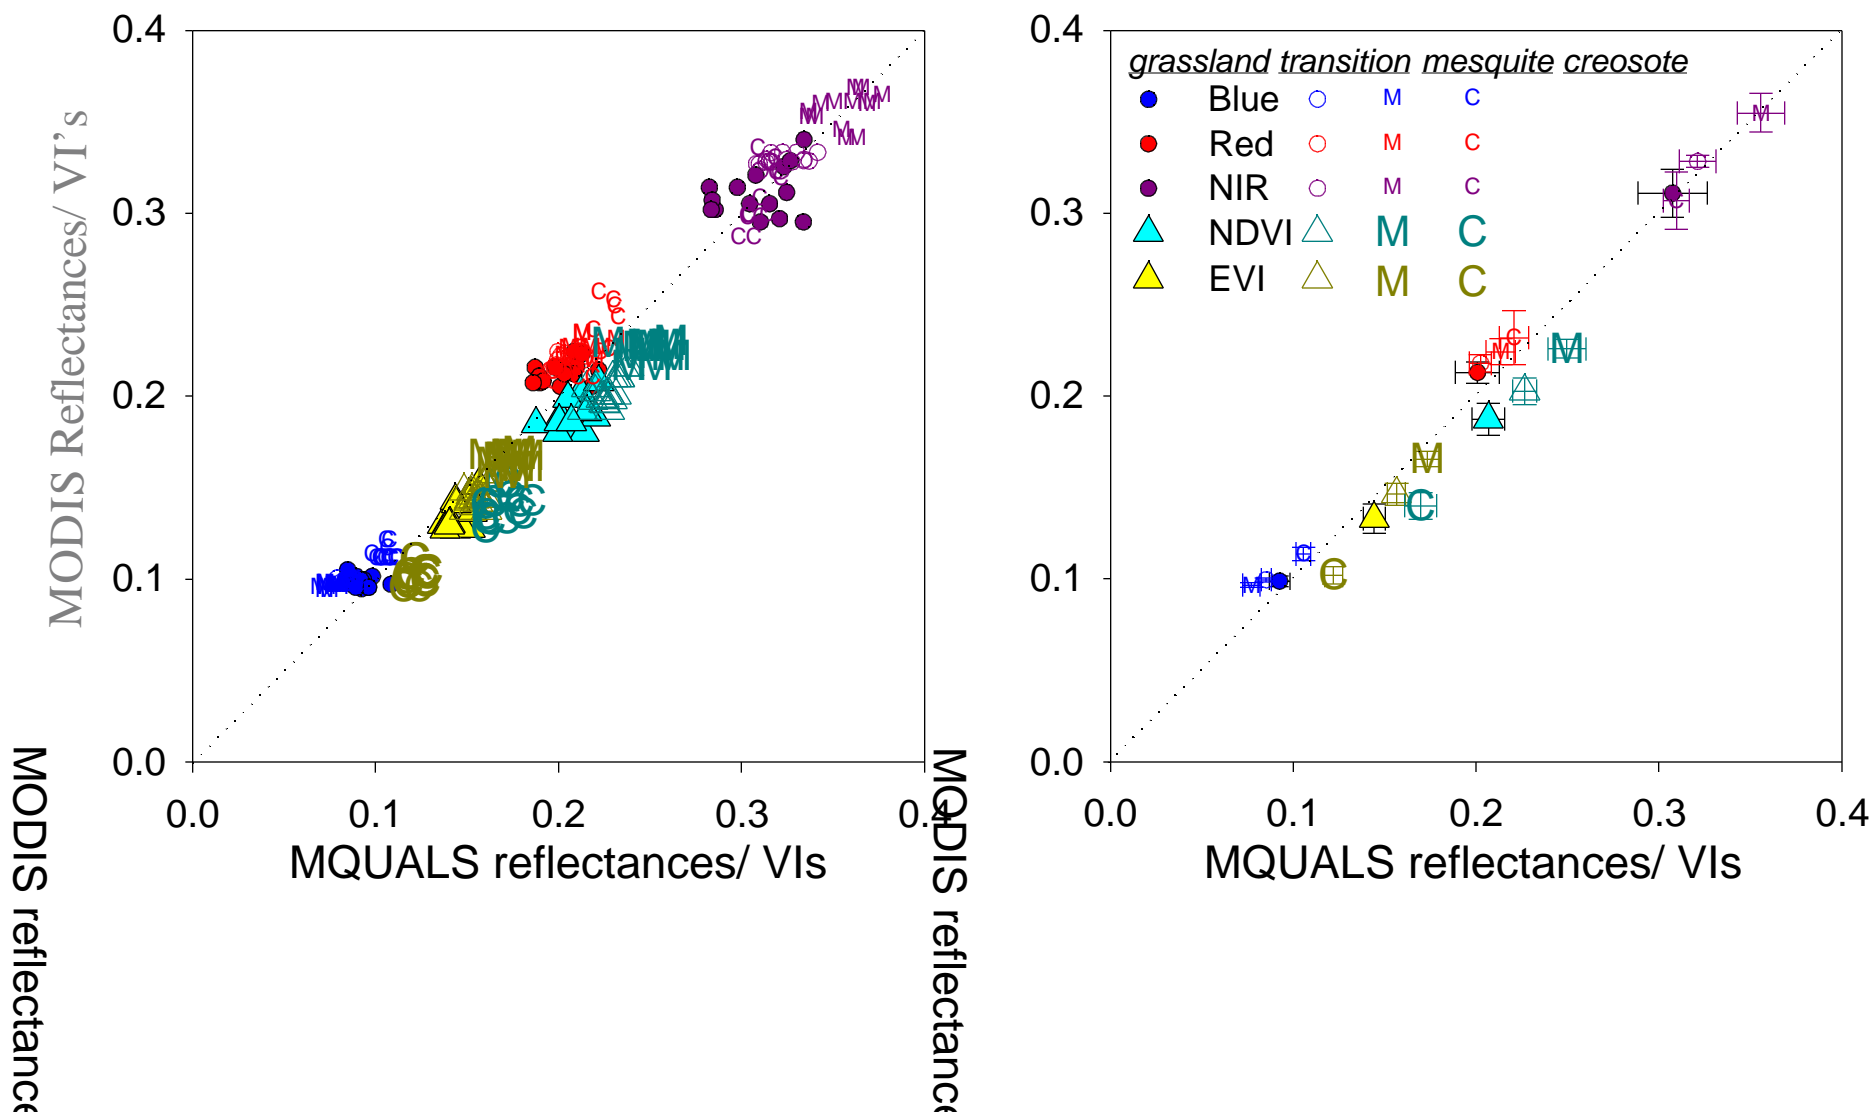 0.4
0.3
0.2
0.1
0.0
0.0 0.1 0.2 0.3 0.4
MQUALS reflectances/ VIs
MODIS Reflectances/ VI’s
MODIS reflectance
0.4
0.3
0.2
0.1
0.0
0.0 0.1 0.2 0.3 0.4
MQUALS reflectances/ VIs
MODIS reflectance
grassland transition mesquite creosote
Blue M C
Red M C
NIR M C
NDVI M C
EVI M C